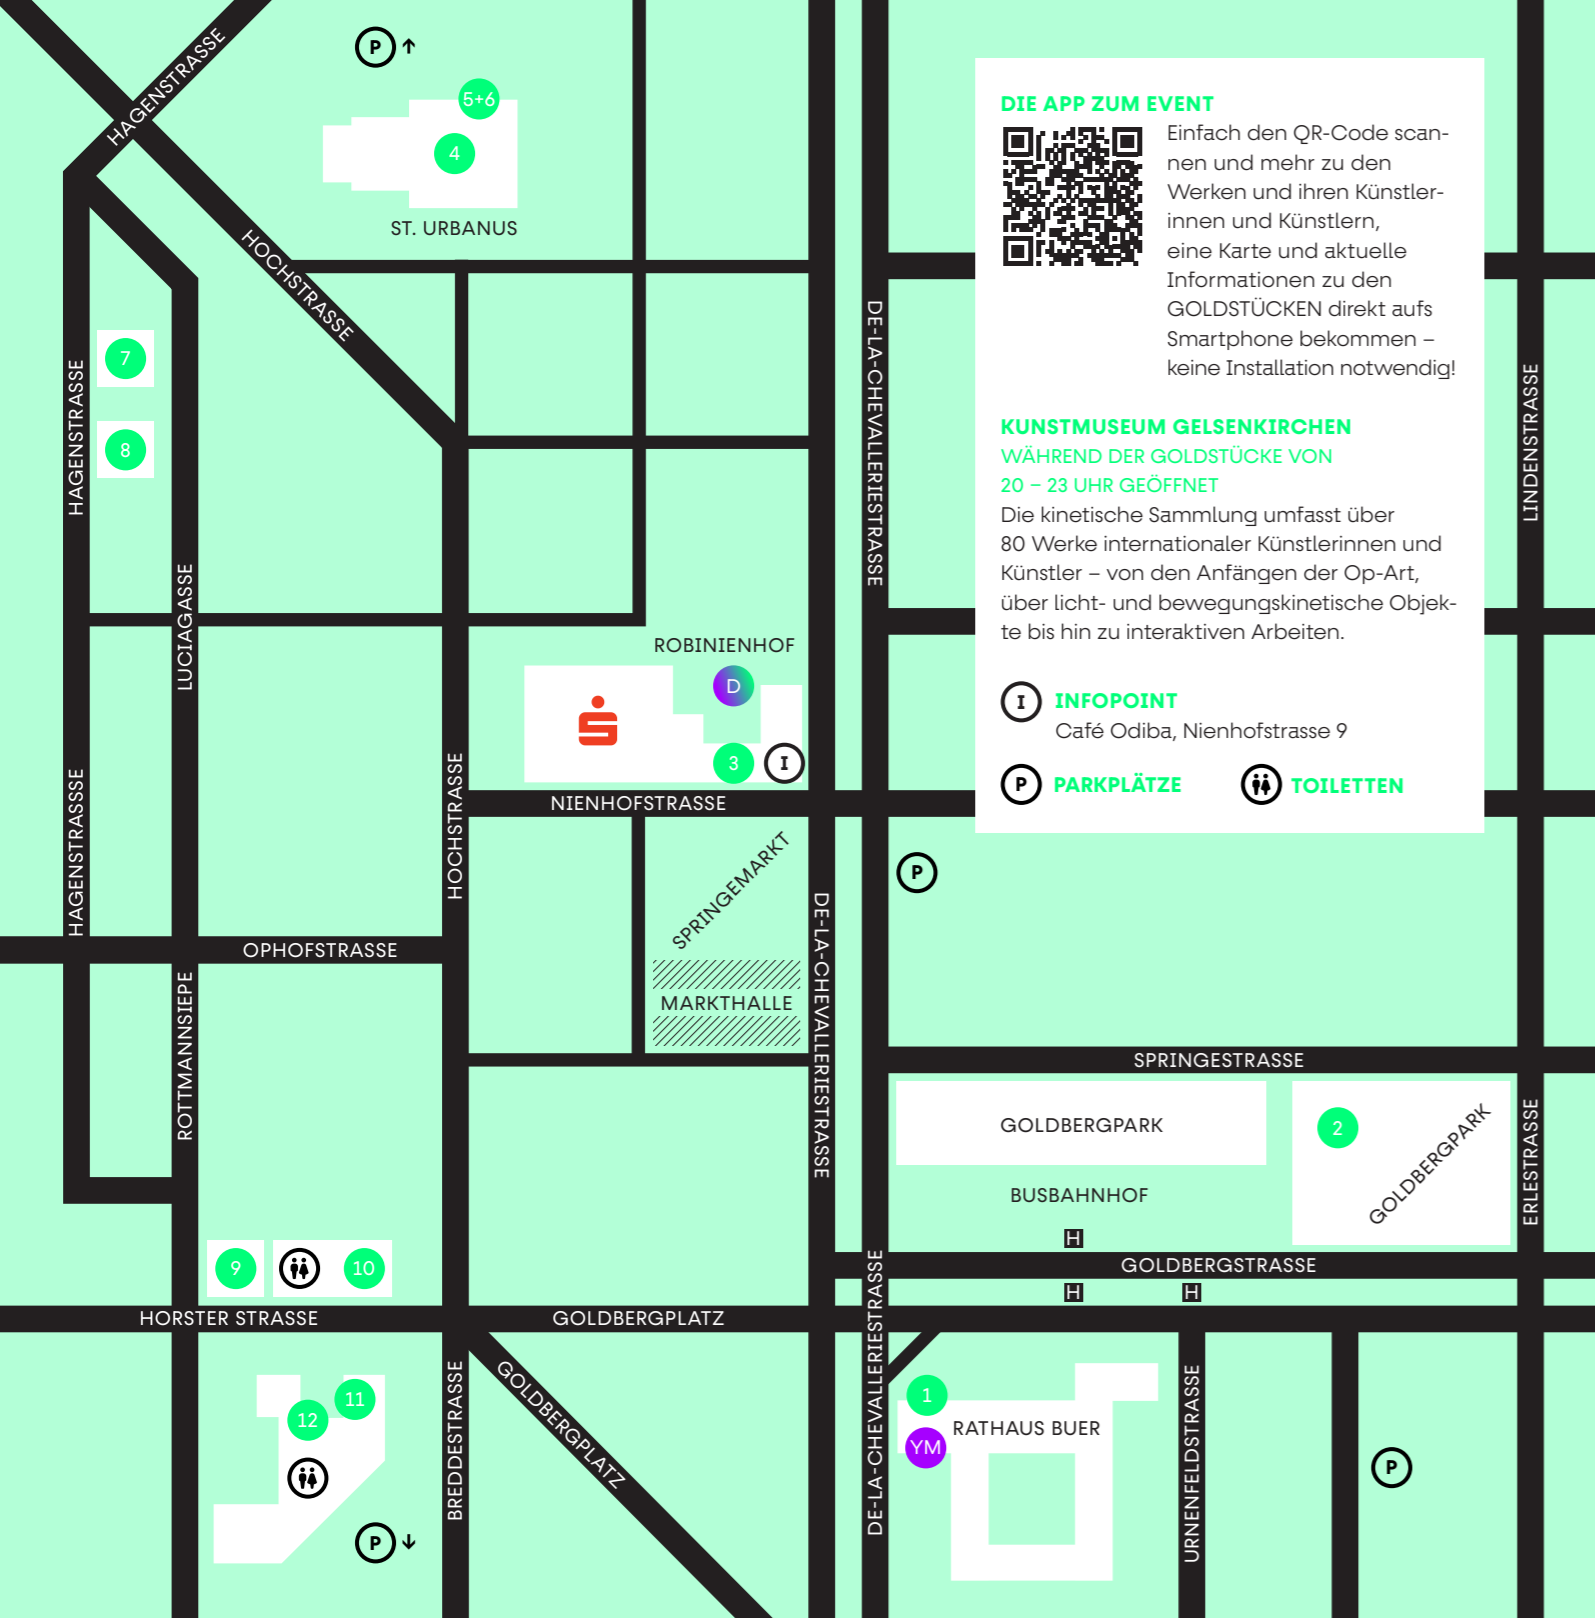 HAGENSTRASSE
P
5+6
4
ST. URBANUS
HOCHSTRASSE
7
8
HAGENSTRASSE
LUCIAGASSE
DE-LA-CHEVALLERIESTRASSE
LINDENSTRASSE
DIE APP ZUM EVENT
Einfach den QR-Code scan-
nen und mehr zu den
Werken und ihren Künstler-
innen und Künstlern,
eine Karte und aktuelle
Informationen zu den
GOLDSTÜCKEN direkt aufs
Smartphone bekommen –
keine Installation notwendig!
KUNSTMUSEUM GELSENKIRCHEN
WÄHREND DER GOLDSTÜCKE VON
20 – 23 UHR GEÖFFNET
Die kinetische Sammlung umfasst über
80 Werke internationaler Künstlerinnen und
Künstler – von den Anfängen der Op-Art,
über licht- und bewegungskinetische Objek-
te bis hin zu interaktiven Arbeiten.
I INFOPOINT
Café Odiba, Nienhofstrasse 9
P PARKPLÄTZE
TOILETTEN
ROBINIENHOF
D
3
I
NIENHOFSTRASSE
HAGENSTRASSSE
HOCHSTRASSE
SPRINGEMARKT
MARKTHALLE
P
OPHOFSTRASSE
ROTTMANNSIEPE
DE-LA-CHEVALLERIESTRASSE
SPRINGESTRASSE
GOLDBERGPARK
2
GOLDBERGPARK
ERLESTRASSE
BUSBAHNHOF
H
GOLDBERGSTRASSE
H
H
9
10
HORSTER STRASSE
GOLDBERGPLATZ
11
12
P
BREDDESTRASSE
GOLDBERGPLATZ
DE-LA-CHEVALLERIESTRASSE
1
RATHAUS BUER
YM
URNENFELDSTRASSE
P